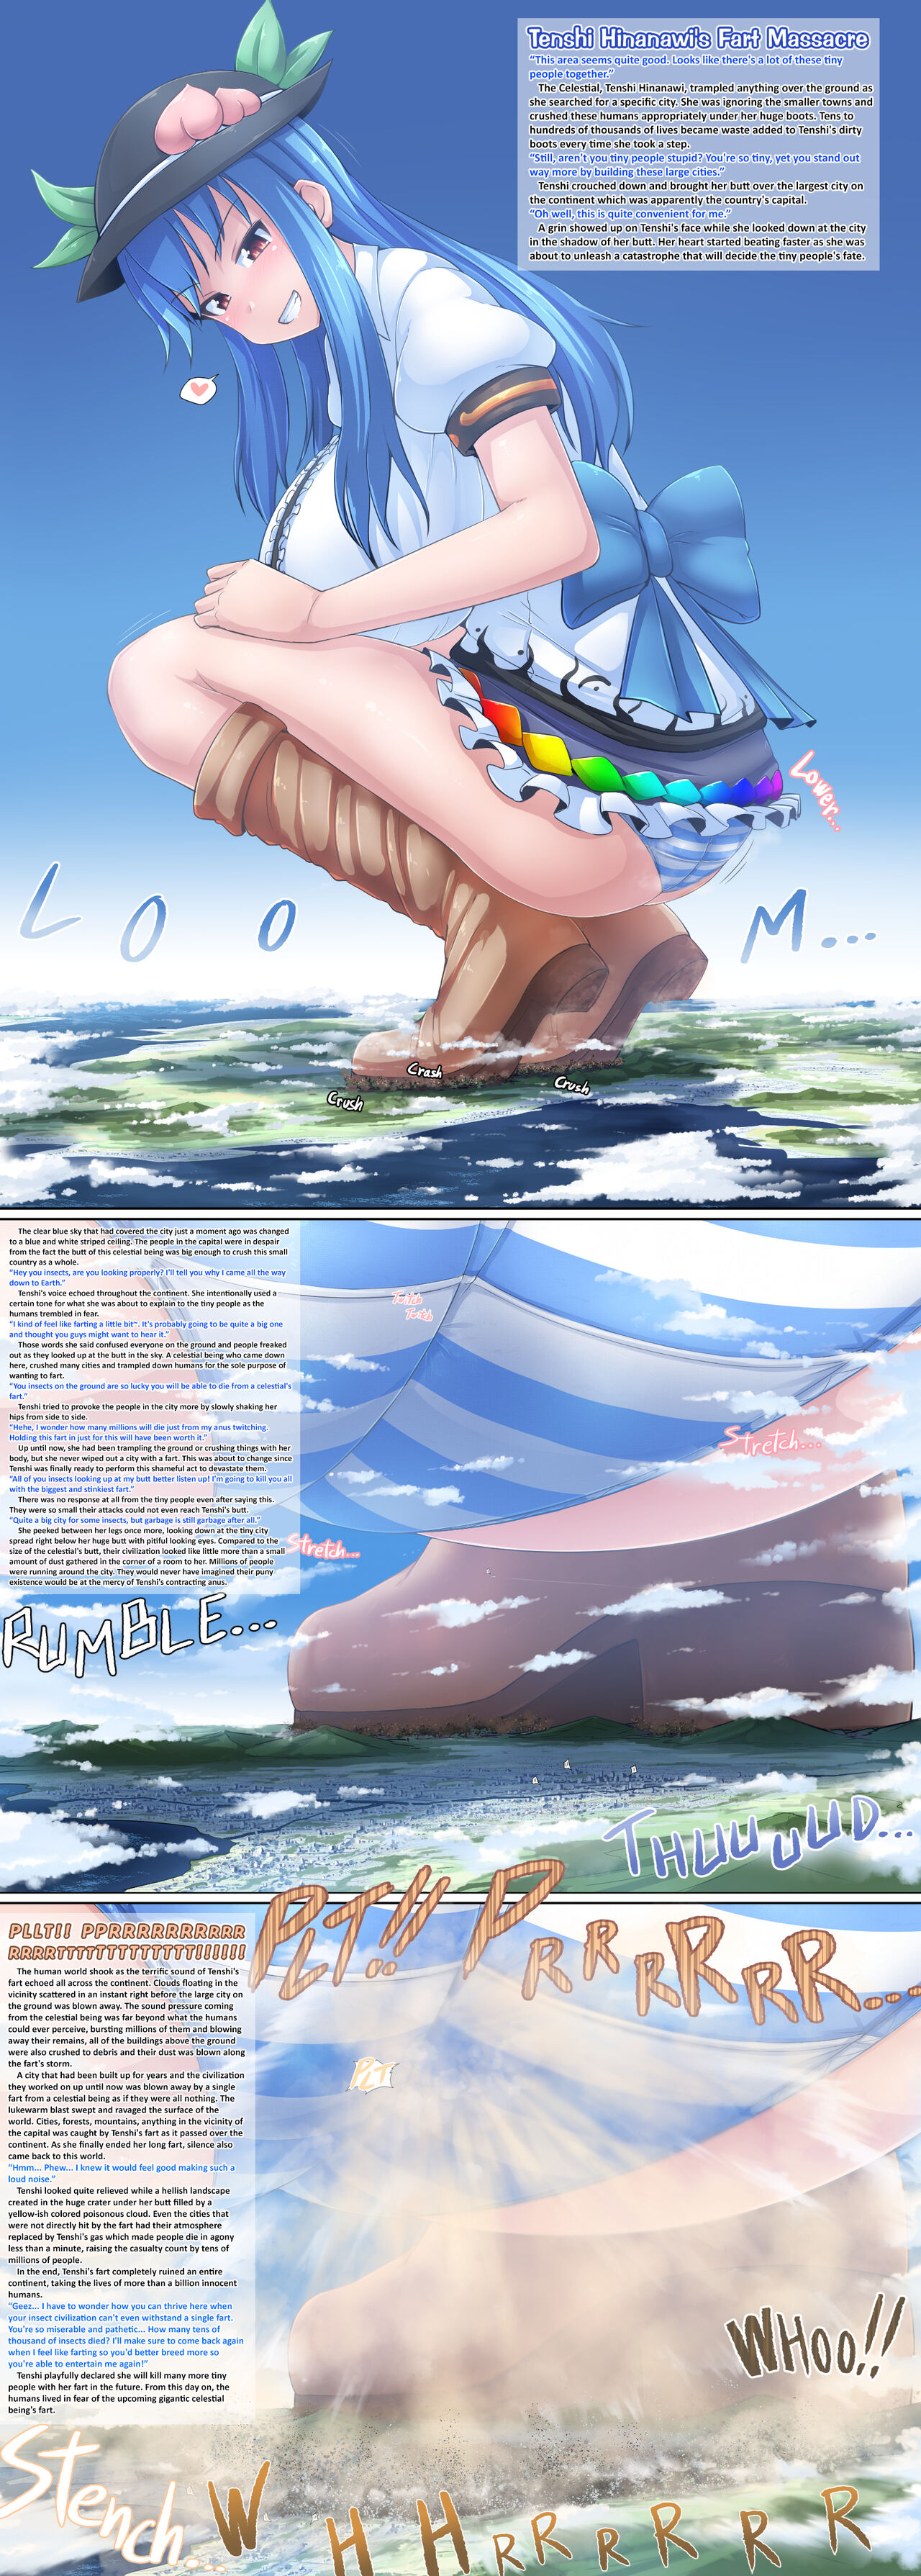 Tenshi Hinanawi's Fart Massacre
"This area seems quite good. Looks like there's a lot of these tiny
people together."
The Celestial, Tenshi Hinanawi, trampled anything over the ground as
she searched for a specific city. She was ignoring the smaller towns and
crushed these humans appropriately under her huge boots. Tens to
hundreds of thousands of lives became waste added to Tenshi's dirty
boots every time she took a step.
"Still, aren't you tiny people stupid? You're so tiny, yet you stand out
way more by building these large cities."
Tenshi crouched down and brought her butt over the largest city on
the continent which was apparently the country's capital.
"Oh well, this is quite convenient for me."
A grin showed up on Tenshi's face while she looked down at the city
in the shadow of her butt. Her heart started beating faster as she was
about to unleash a catastrophe that will decide the tiny people's fate.
Lower...
LOOM...
Crash
Crush
Crush
The clear blue sky that had covered the city just a moment ago was changed
to a blue and white striped ceiling. The people in the capital were in despair
from the fact the butt of this celestial being was big enough to crush this small
country as a whole.
"Hey you insects, are you looking properly? I'll tell you why I came all the way
down to Earth."
Tenshi's voice echoed throughout the continent. She intentionally used a
certain tone for what she was about to explain to the tiny people as the
humans trembled in fear.
"I kind of feel like farting a little bit~. It's probably going to be quite a big one
and thought you guys might want to hear it."
Those words she said confused everyone on the ground and people freaked
out as they looked up at the butt in the sky. A celestial being who came down
here, crushed many cities and trampled down humans for the sole purpose of
wanting to fart.
"You insects on the ground are so lucky you will be able to die from a celestial's
fart."
Tenshi tried to provoke the people in the city more by slowly shaking her
hips from side to side.
"Hehe, I wonder how many millions will die just from my anus twitching.
Holding this fart in just for this will have been worth it."
Up until now, she had been trampling the ground or crushing things with her
body, but she never wiped out a city with a fart. This was about to change since
Tenshi was finally ready to perform this shameful act to devastate them.
"All of you insects looking up at my butt better listen up! I'm going to kill you all
with the biggest and stinkiest fart."
There was no response at all from the tiny people even after saying this.
They were so small their attacks could not even reach Tenshi's butt.
"Quite a big city for some insects, but garbage is still garbage after all."
She peeked between her legs once more, looking down at the tiny city
spread right below her huge butt with pitiful looking eyes. Compared to the
size of the celestial's butt, their civilization looked like little more than a small
amount of dust gathered in the corner of a room to her. Millions of people
were running around the city. They would never have imagined their puny
existence would be at the mercy of Tenshi's contracting anus.
Twitch
Twitch
Stretch...
Stretch...
RUMBLE...
THUUUUUD...
PLT!! PRRRRRRR...
PLLT!! PPRRRRRRRRRRR
RRRRTTTTTTTTTTTTTT!!!!!!
The human world shook as the terrific sound of Tenshi's
fart echoed all across the continent. Clouds floating in the
vicinity scattered in an instant right before the large city on
the ground was blown away. The sound pressure coming
from the celestial being was far beyond what the humans
could ever perceive, bursting millions of them and blowing
away their remains, all of the buildings above the ground
were also crushed to debris and their dust was blown along
the fart's storm.
A city that had been built up for years and the civilization
they worked on up until now was blown away by a single
fart from a celestial being as if they were all nothing. The
lukewarm blast swept and ravaged the surface of the
world. Cities, forests, mountains, anything in the vicinity of
the capital was caught by Tenshi's fart as it passed over the
continent. As she finally ended her long fart, silence also
came back to this world.
"Hmm... Phew... I knew it would feel good making such a
loud noise."
Tenshi looked quite relieved while a hellish landscape
created in the huge crater under her butt filled by a
yellow-ish colored poisonous cloud. Even the cities that
were not directly hit by the fart had their atmosphere
replaced by Tenshi's gas which made people die in agony
less than a minute, raising the casualty count by tens of
millions of people.
In the end, Tenshi's fart completely ruined an entire
continent, taking the lives of more than a billion innocent
humans.
"Geez... I have to wonder how you can thrive here when
your insect civilization can't even withstand a single fart.
You're so miserable and pathetic... How many tens of
thousand of insects died? I'll make sure to come back again
when I feel like farting so you'd better breed more so
you're able to entertain me again!"
Tenshi playfully declared she will kill many more tiny
people with her fart in the future. From this day on, the
humans lived in fear of the upcoming gigantic celestial
being's fart.
PLT
WHOO!!
Stench...
WHHRRRRRRR